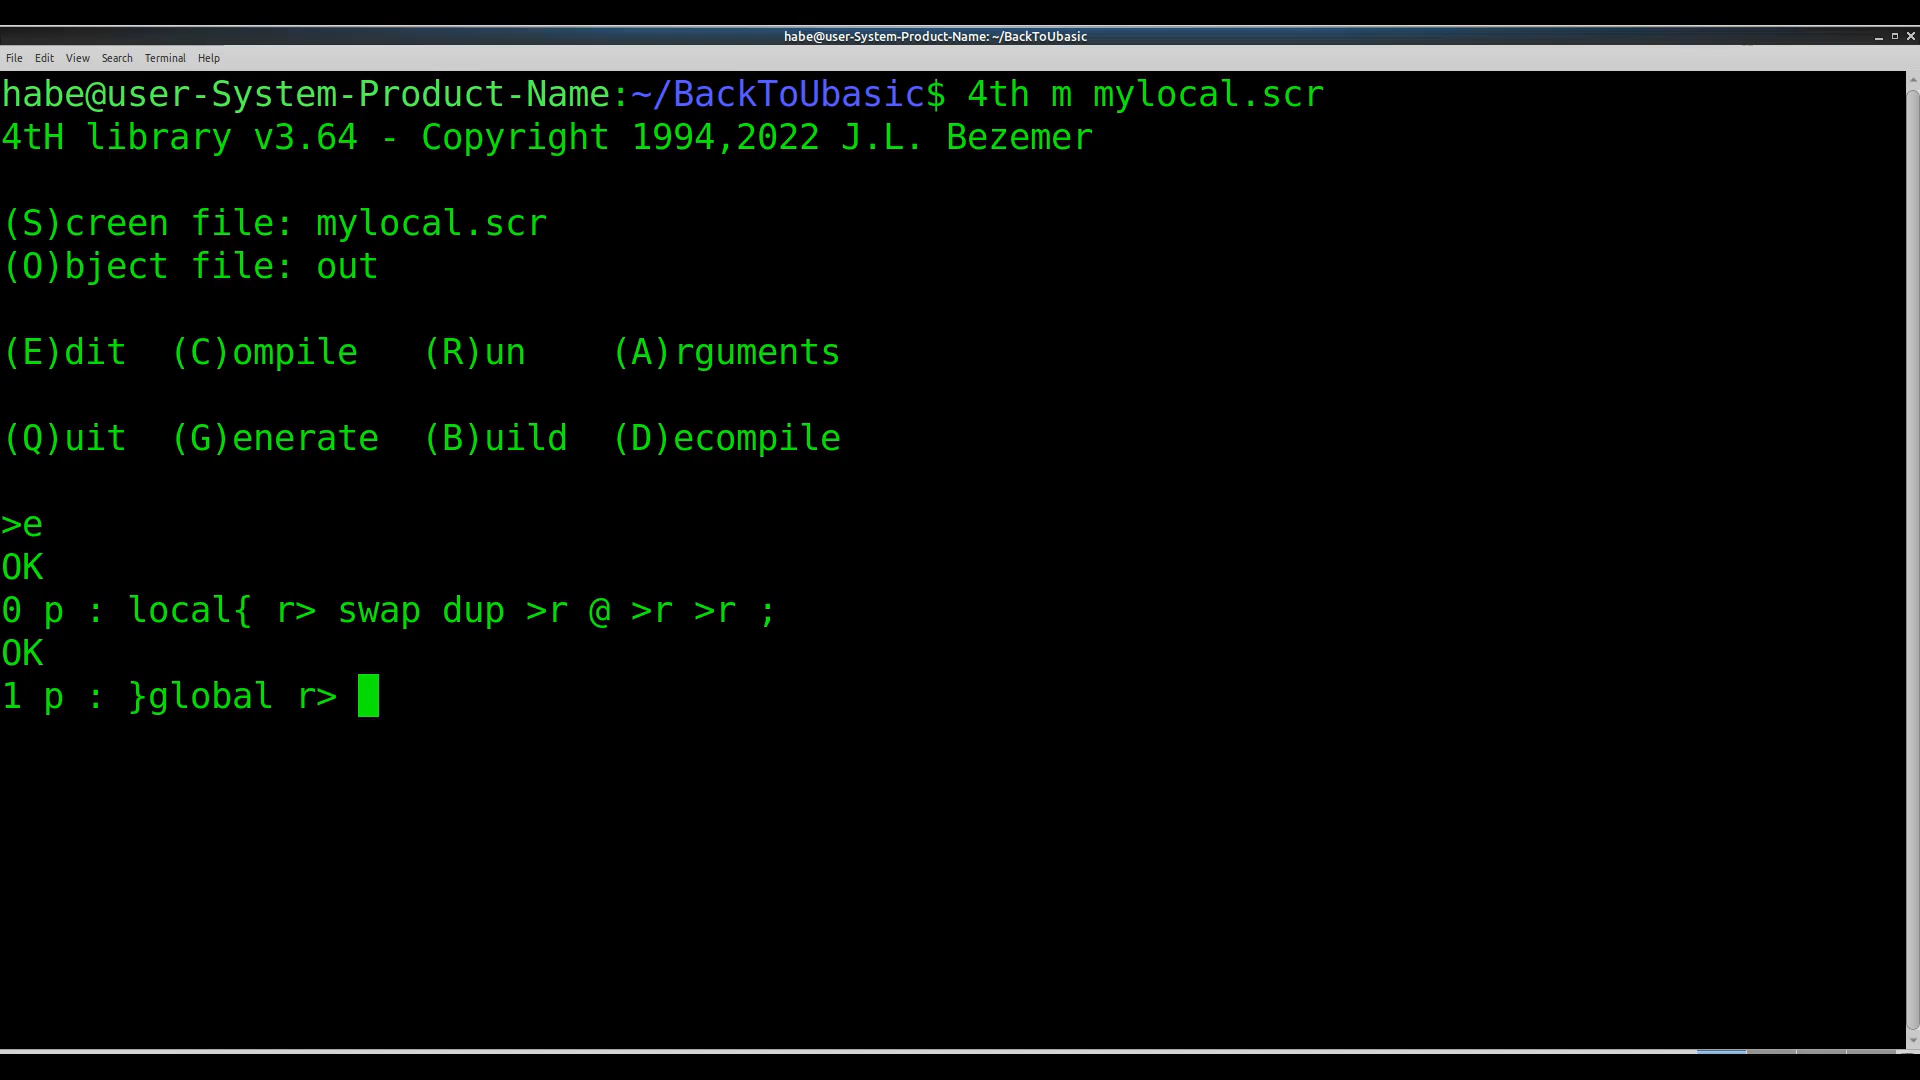 habe@user-System-Product-Name: ~/BackToUbasic
File Edit View Search Terminal Help
habe@user-System-Product-Name:~/BackToUbasic$ 4th m mylocal.scr
4tH library v3.64 - Copyright 1994,2022 J.L. Bezemer
(S)creen file: mylocal.scr
(O)bject file: out
(E)dit (C)ompile (R)un (A)rguments
(Q)uit (G)enerate (B)uild (D)ecompile
>e
OK
0 p : local{ r> swap dup >r @ >r >r ;
OK
1 p : }global r>